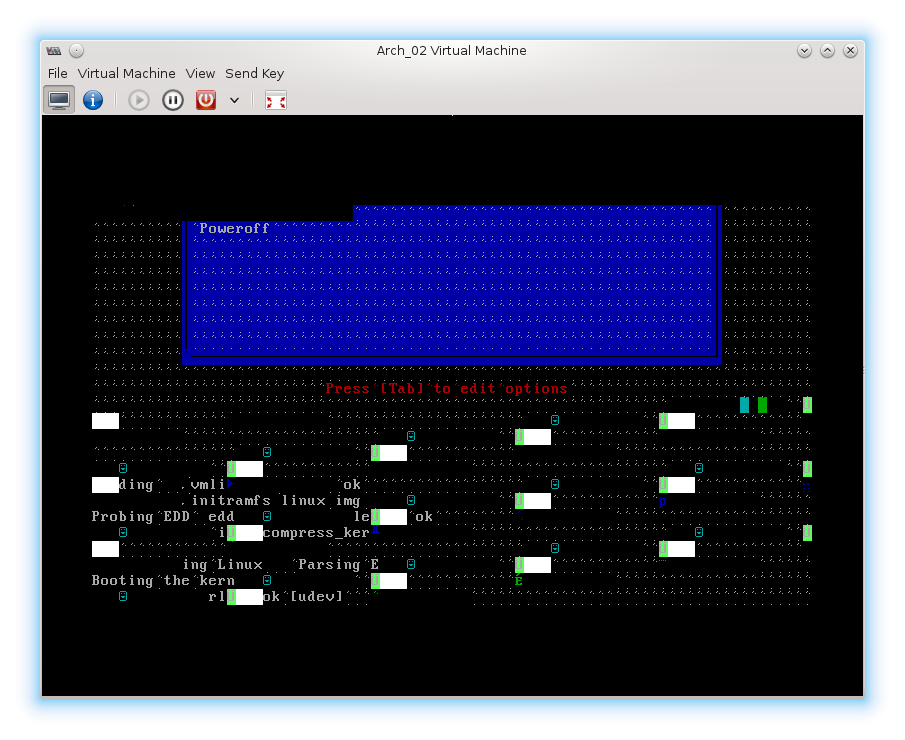 Arch_02 Virtual Machine
File Virtual Machine View Send Key
Poweroff
Press [Tab] to edit options
ding .vmli ok
.initramfs linux img
Probing EDD edd le ok
compress_ker
ing Linux Parsing E
Booting the kern E
rl ok [udev]